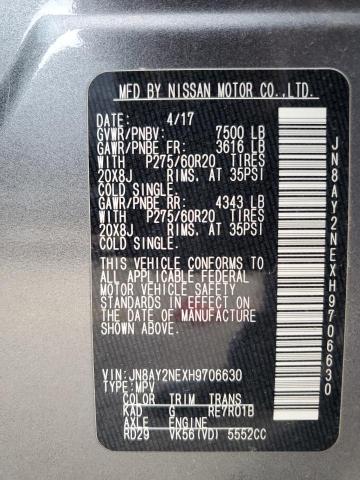 MFD BY NISSAN MOTOR CO.,LTD.
DATE: 4/17
GVWR/PNBV: 7500 LB
GAWR/PNBE FR: 3616 LB
WITH P275/60R20 TIRES
20X8J RIMS, AT 35PSI
COLD SINGLE.
GAWR/PNBE RR: 4343 LB
WITH P275/60R20 TIRES
20X8J RIMS, AT 35PSI
COLD SINGLE.
THIS VEHICLE CONFORMS TO
ALL APPLICABLE FEDERAL
MOTOR VEHICLE SAFETY
STANDARDS IN EFFECT ON
THE DATE OF MANUFACTURE
SHOWN ABOVE.
VIN:JN8AY2NEXH9706630
TYPE:MPV
COLOR TRIM TRANS
KAD G RE7R01B
AXLE ENGINE
RD29 VK56(VD) 5552CC
JN8AY2NEXH9706630